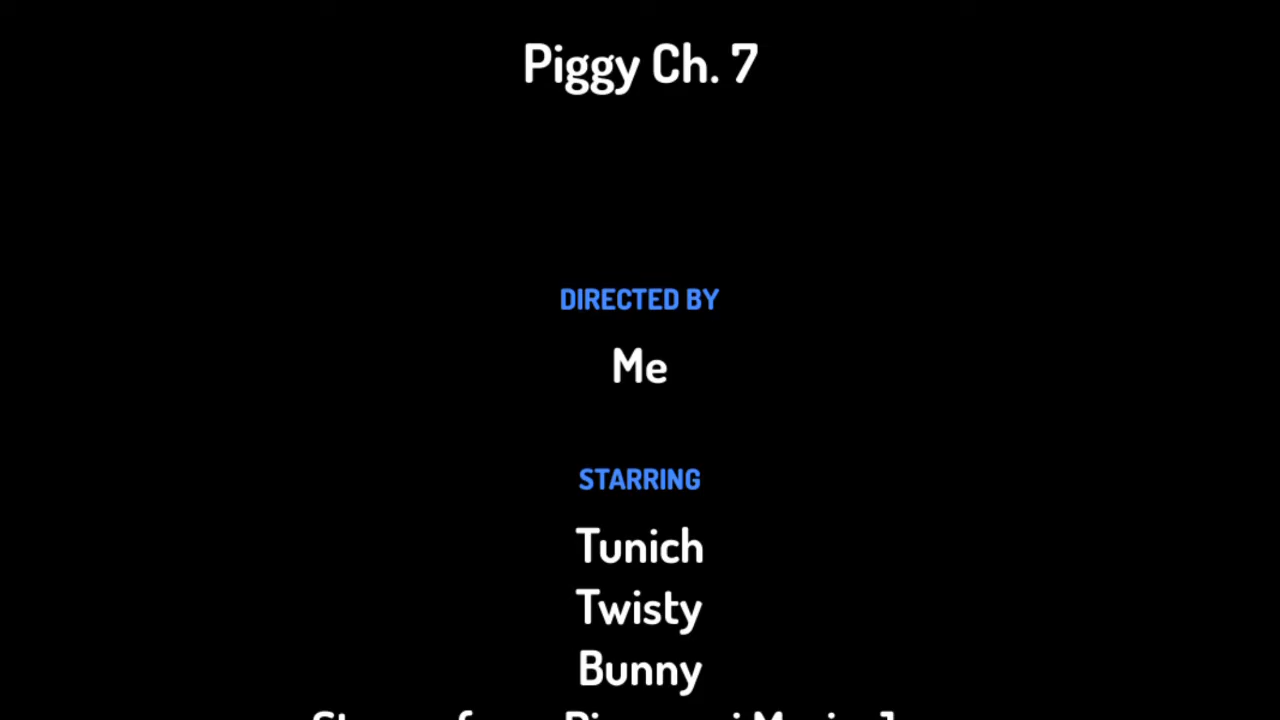 Piggy Ch. 7
DIRECTED BY
Me
STARRING
Tunich
Twisty
Bunny